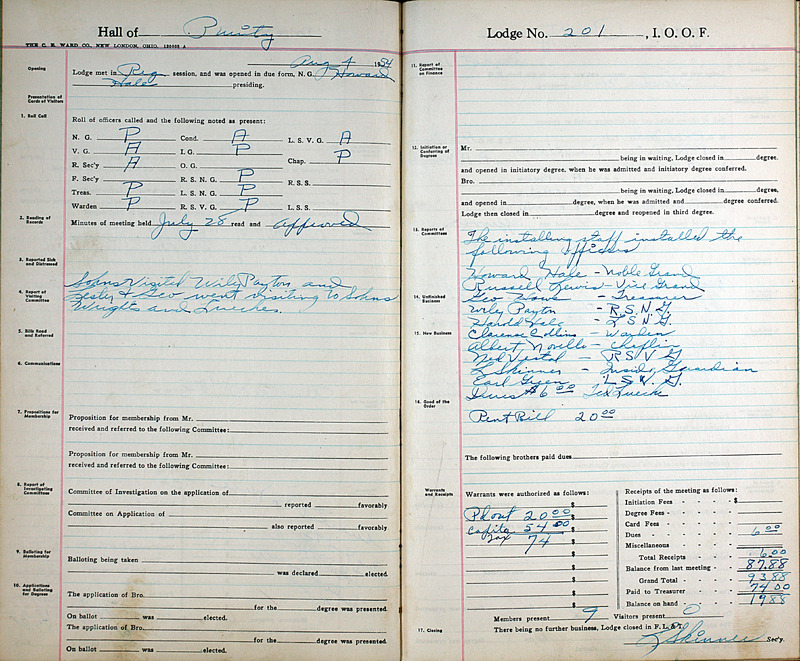 Hall of Purity
THE C. E. WARD CO., NEW LONDON, OHIO.
Aug 4 1954
Opening
Lodge met in Reg session, and was opened in due form, N. G. Howard
Hale presiding.
Presentation of Cards of Visitors
1. Roll Call
Roll of officers called and the following noted as present:
N. G. P Cond. A L. S. V. G. A
V. G. A I. G. P Chap. P
R. Sec'y A O. G.
F. Sec'y R. S. N. G. P R. S. S.
Treas. P L. S. N. G. P
Warden P R. S. V. G. P L. S. S.
2. Reading of Records
Minutes of meeting held July 28 read and approved
3. Reported Sick and Distressed
Johns Visited Wiley Payton and
4. Report of Visiting Committee
Lester & Geo went visiting to Johns
Wrights and Luecks.
5. Bills Read and Referred
6. Communications
7. Propositions for Membership
Proposition for membership from Mr.
received and referred to the following Committee:
Proposition for membership from Mr.
received and referred to the following Committee:
8. Report of Investigating Committees
Committee of Investigation on the application of
reported favorably
Committee on Application of
also reported favorably
9. Balloting for Membership
Balloting being taken
was declared elected.
10. Applications and Balloting for Degrees
The application of Bro.
for the degree was presented.
On ballot was elected.
The application of Bro.
for the degree was presented.
On ballot was elected.
Lodge No. 201, I. O. O. F.
11. Report of Committee on Finance
12. Initiation or Conferring of Degrees
Mr.
being in waiting, Lodge closed in degree,
and opened in initiatory degree, when he was admitted and initiatory degree conferred.
Bro.
being in waiting, Lodge closed in degree,
and opened in degree, when he was admitted and degree conferred.
Lodge then closed in degree and reopened in third degree.
13. Reports of Committees
The installing staff installed the
following officers
Howard Hale - Noble Grand
Russell Lewis - Vice Grand
14. Unfinished Business
Geo - Treasurer
Wiley Payton - R.S.N.G.
Harold Hale - L S N G.
15. New Business
Clarence Collins - Warden
Albert Novello - Chaplin
Ned Vestal - R S V G
L Skinner - Inside Guardian
Earl Green L S V. G.
Dues $6.00 Ted Lueck
16. Good of the Order
Rent Bill 20.00
The following brothers paid dues
Warrants and Receipts
Warrants were authorized as follows:
20.00
Capita 54.00
Tax 74
Receipts of the meeting as follows:
Initiation Fees $
Degree Fees
Card Fees
Dues 6.00
Miscellaneous
Total Receipts 6.00
Balance from last meeting 87.88
Grand Total 93.88
Paid to Treasurer 74.00
Balance on hand 19.88
Members present 9 Visitors present 0
17. Closing
There being no further business, Lodge closed in F. L. & T.
L Skinner Sec'y.